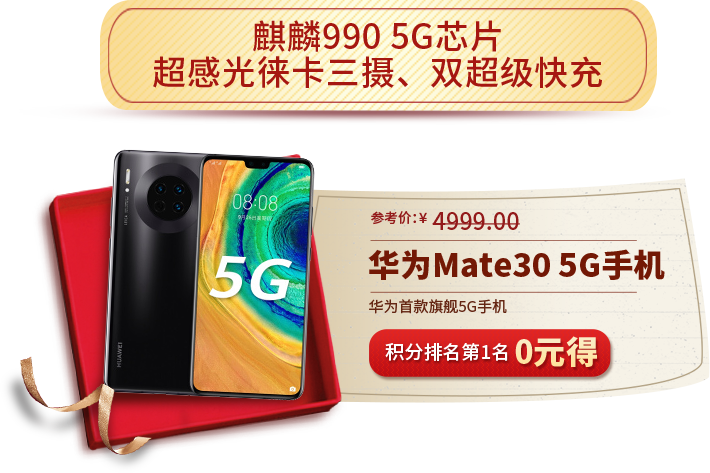 麒麟990 5G芯片
超感光徕卡三摄、双超级快充
参考价:¥ 4999.00
华为Mate30 5G手机
华为首款旗舰5G手机
积分排名第1名 0元得
08:08
5G
HUAWEI